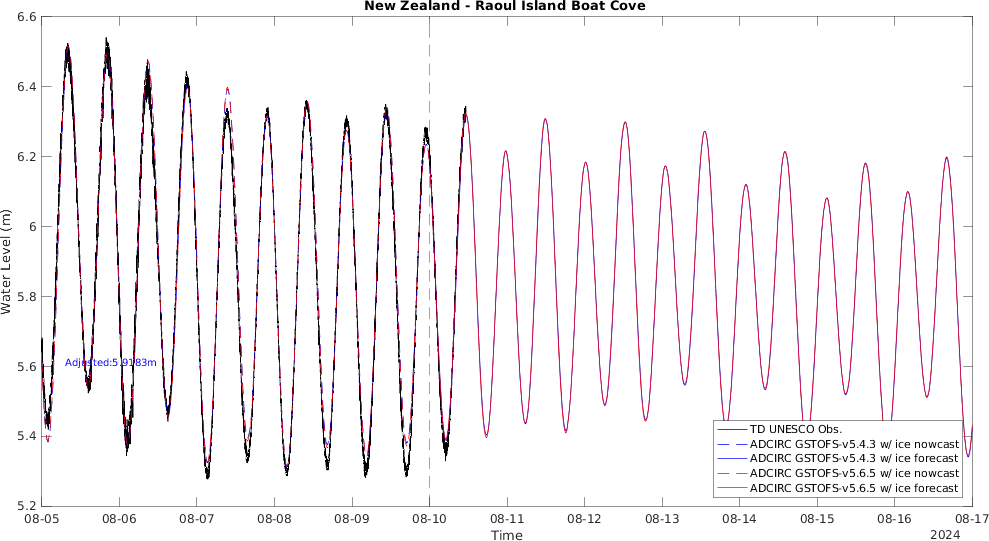 New Zealand - Raoul Island Boat Cove
6.6
6.4
6.2
6
5.8
5.6
5.4
5.2
Water Level (m)
Adjusted:5.9183m
TD UNESCO Obs.
ADCIRC GSTOFS-v5.4.3 w/ ice nowcast
ADCIRC GSTOFS-v5.4.3 w/ ice forecast
ADCIRC GSTOFS-v5.6.5 w/ ice nowcast
ADCIRC GSTOFS-v5.6.5 w/ ice forecast
08-05 08-06 08-07 08-08 08-09 08-10 08-11 08-12 08-13 08-14 08-15 08-16 08-17
Time
2024